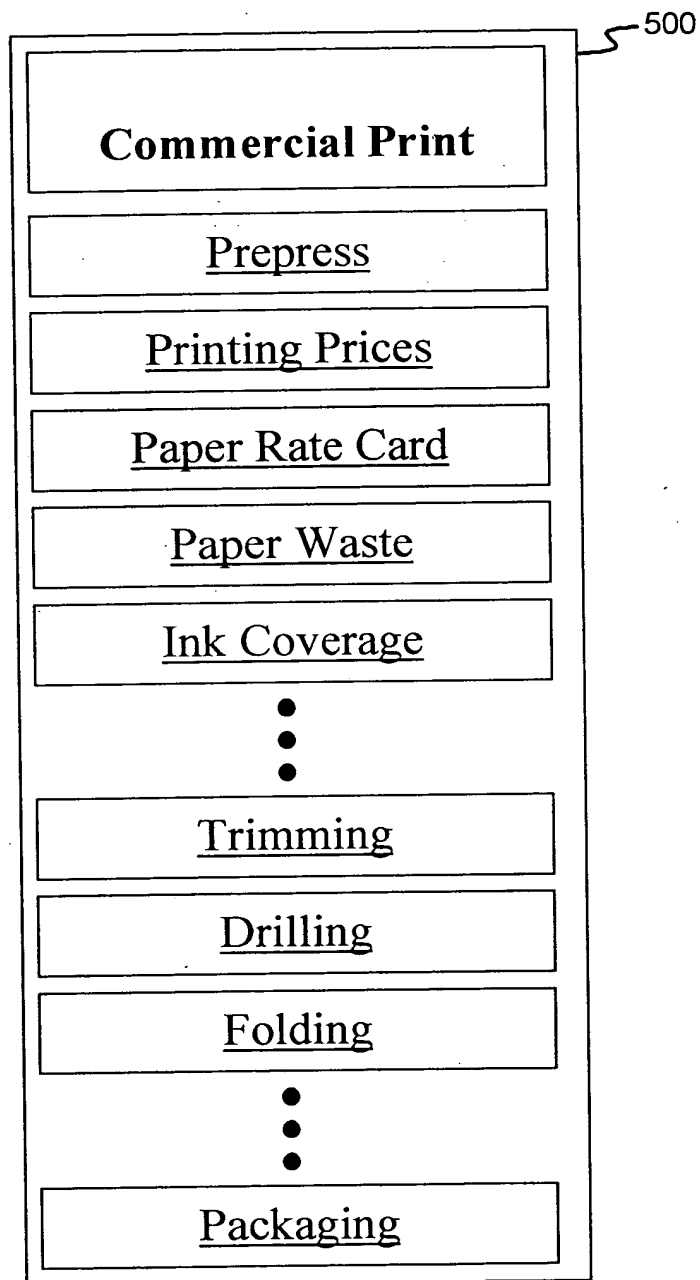 500
Commercial Print
Prepress
Printing Prices
Paper Rate Card
Paper Waste
Ink Coverage
Trimming
Drilling
Folding
Packaging